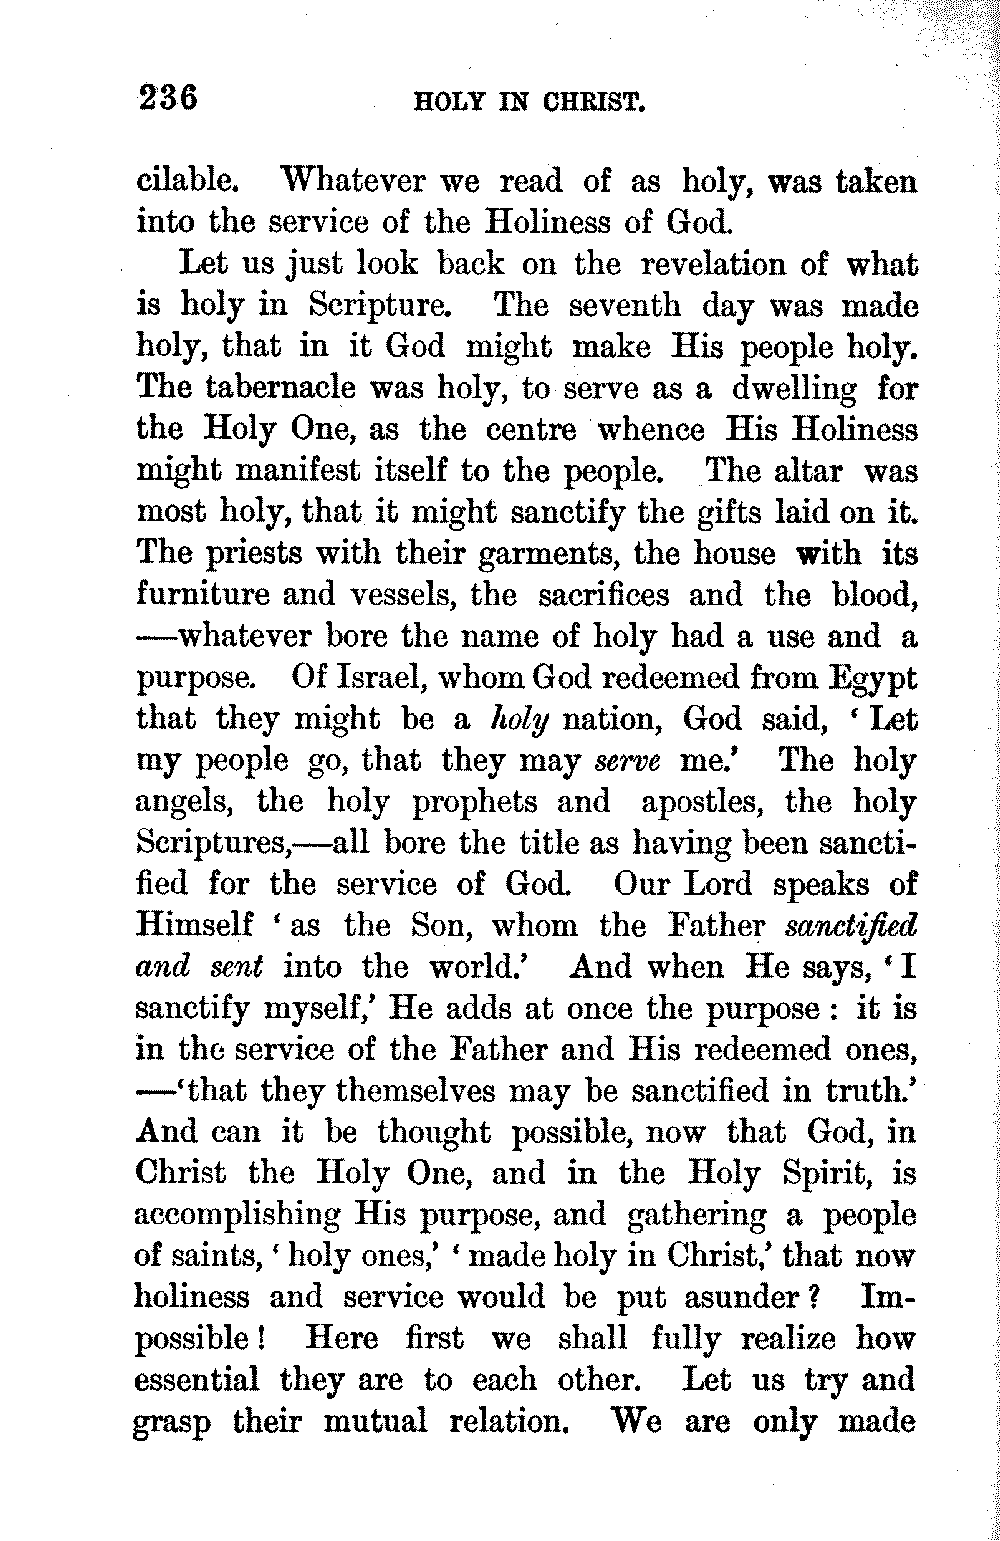 236 HOLY IN CHRIST.
cilable. Whatever we read of as holy, was taken
into the service of the Holiness of God.
Let us just look back on the revelation of what
is holy in Scripture. The seventh day was made
holy, that in it God might make His people holy.
The tabernacle was holy, to serve as a dwelling for
the Holy One, as the centre whence His Holiness
might manifest itself to the people. The altar was
most holy, that it might sanctify the gifts laid on it.
The priests with their garments, the house with its
furniture and vessels, the sacrifices and the blood,
—whatever bore the name of holy had a use and a
purpose. Of Israel, whom God redeemed from Egypt
that they might be a holy nation, God said, ‘Let
my people go, that they may serve me.’ The holy
angels, the holy prophets and apostles, the holy
Scriptures,—all bore the title as having been sancti-
fied for the service of God. Our Lord speaks of
Himself ‘as the Son, whom the Father sanctified
and sent into the world.’ And when He says, ‘I
sanctify myself,’ He adds at once the purpose : it is
in the service of the Father and His redeemed ones,
—‘that they themselves may be sanctified in truth.’
And can it be thought possible, now that God, in
Christ the Holy One, and in the Holy Spirit, is
accomplishing His purpose, and gathering a people
of saints, ‘holy ones,’ ‘made holy in Christ,’ that now
holiness and service would be put asunder ? Im-
possible ! Here first we shall fully realize how
essential they are to each other. Let us try and
grasp their mutual relation. We are only made